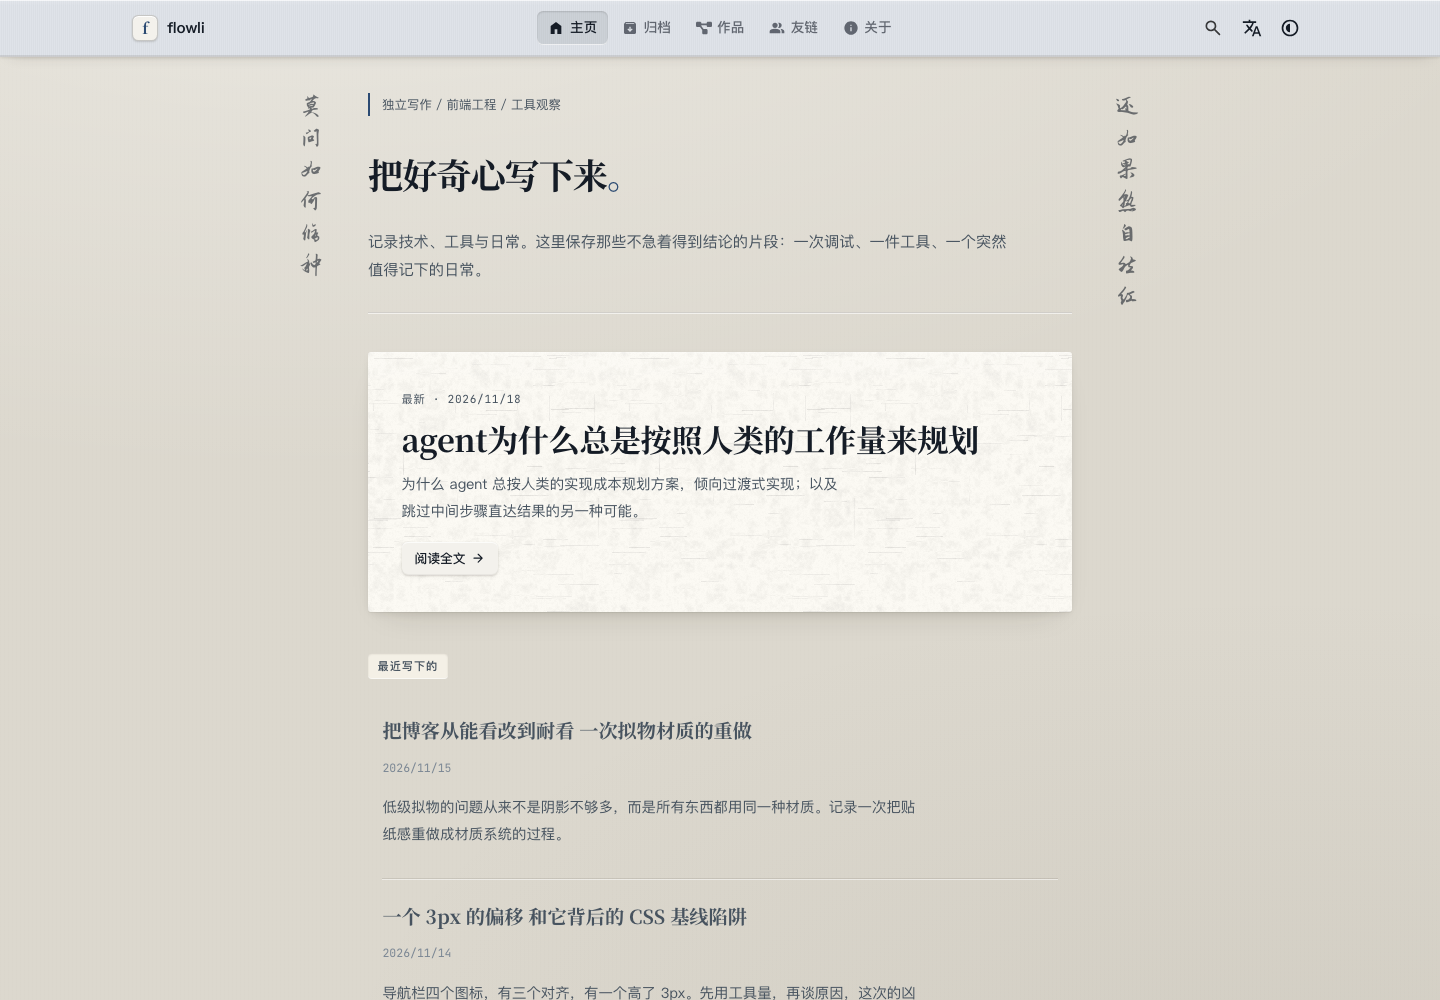 f flowli
主页 归档 作品 友链 关于
莫问如何修种
独立写作 / 前端工程 / 工具观察
把好奇心写下来。
记录技术、工具与日常。这里保存那些不急着得到结论的片段：一次调试、一件工具、一个突然
值得记下的日常。
最新 · 2026/11/18
agent为什么总是按照人类的工作量来规划
为什么 agent 总按人类的实现成本规划方案，倾向过渡式实现；以及
跳过中间步骤直达结果的另一种可能。
阅读全文 →
最近写下的
把博客从能看改到耐看 一次拟物材质的重做
2026/11/15
低级拟物的问题从来不是阴影不够多，而是所有东西都用同一种材质。记录一次把贴
纸感重做成材质系统的过程。
一个 3px 的偏移 和它背后的 CSS 基线陷阱
2026/11/14
导航栏四个图标，有三个对齐，有一个高了 3px。先用工具量，再谈原因，这次的凶
还如果
自
红